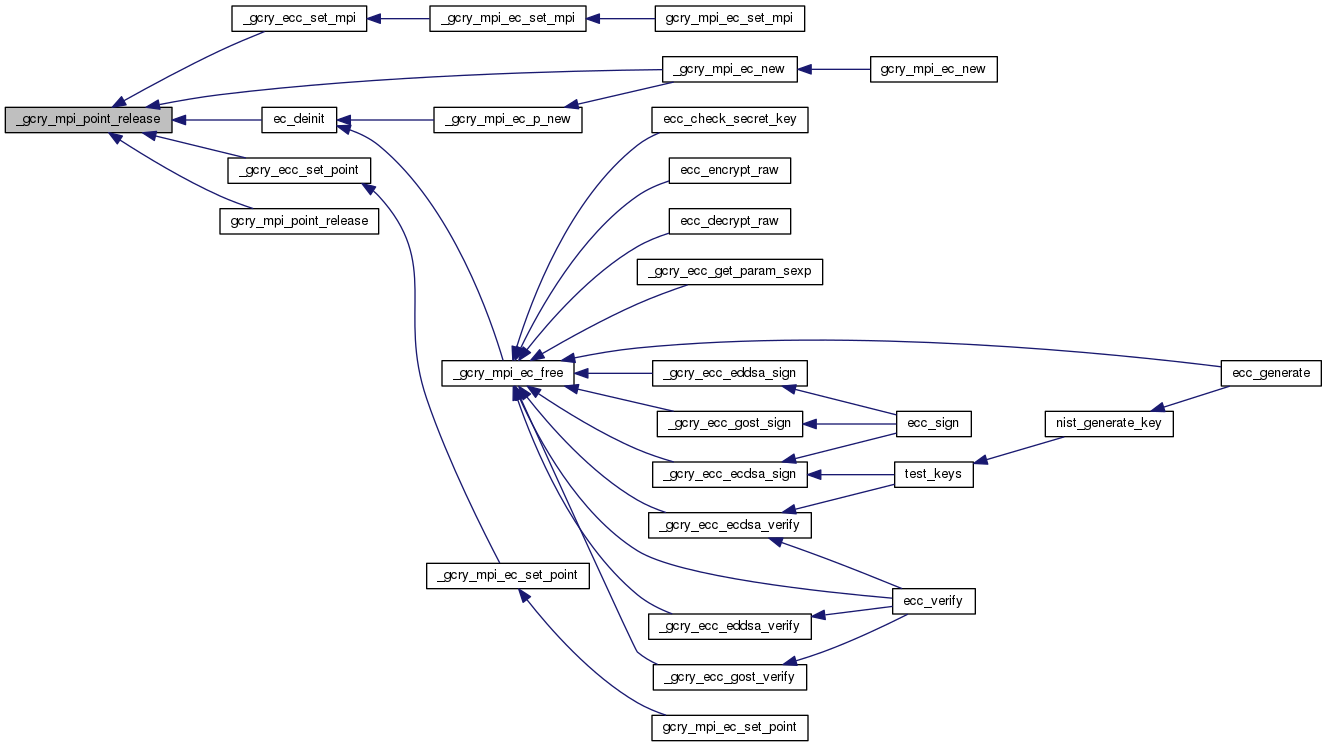 _gcry_ecc_set_mpi
_gcry_mpi_ec_set_mpi
gcry_mpi_ec_set_mpi
_gcry_mpi_ec_new
gcry_mpi_ec_new
_gcry_mpi_point_release
ec_deinit
_gcry_mpi_ec_p_new
ecc_check_secret_key
_gcry_ecc_set_point
ecc_encrypt_raw
gcry_mpi_point_release
ecc_decrypt_raw
_gcry_ecc_get_param_sexp
_gcry_mpi_ec_free
_gcry_ecc_eddsa_sign
ecc_generate
_gcry_ecc_gost_sign
ecc_sign
nist_generate_key
_gcry_ecc_ecdsa_sign
test_keys
_gcry_ecc_ecdsa_verify
_gcry_mpi_ec_set_point
ecc_verify
_gcry_ecc_eddsa_verify
_gcry_ecc_gost_verify
gcry_mpi_ec_set_point